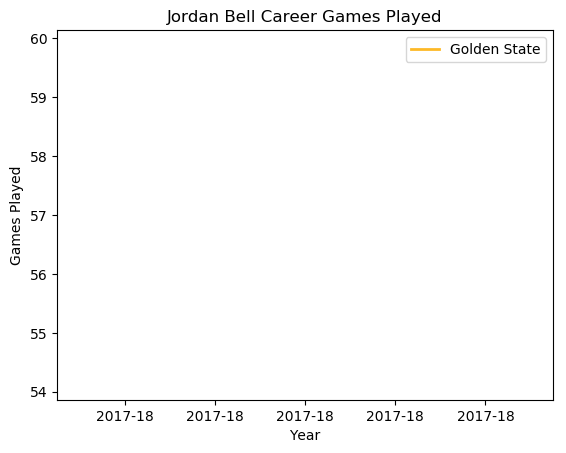 Jordan Bell Career Games Played
Golden State
60
59
58
57
56
55
54
Games Played
2017-18 2017-18 2017-18 2017-18 2017-18
Year